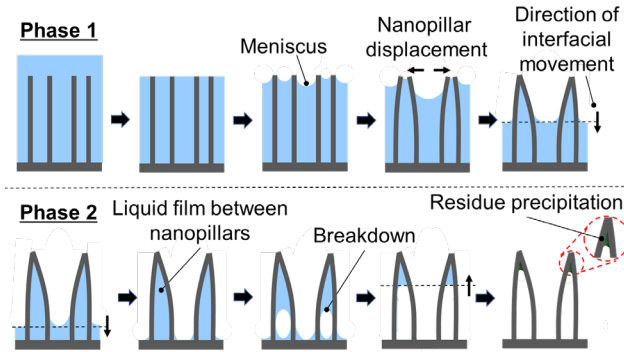 Phase 1
Meniscus
Nanopillar
displacement
Direction of
interfacial
movement
Phase 2
Liquid film between
nanopillars
Breakdown
Residue precipitation